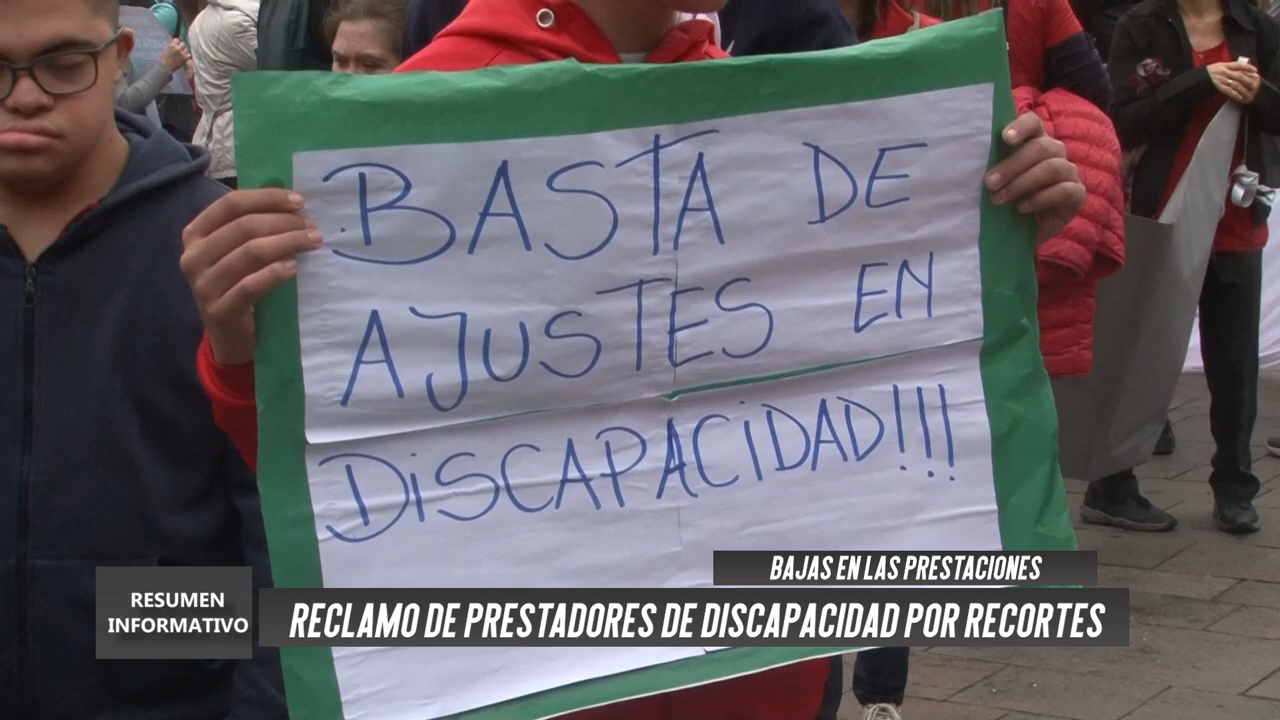 BASTA DE
AJUSTES EN
DiSCAPACiDAD!!!
BAJAS EN LAS PRESTACIONES
RESUMEN
INFORMATIVO
RECLAMO DE PRESTADORES DE DISCAPACIDAD POR RECORTES